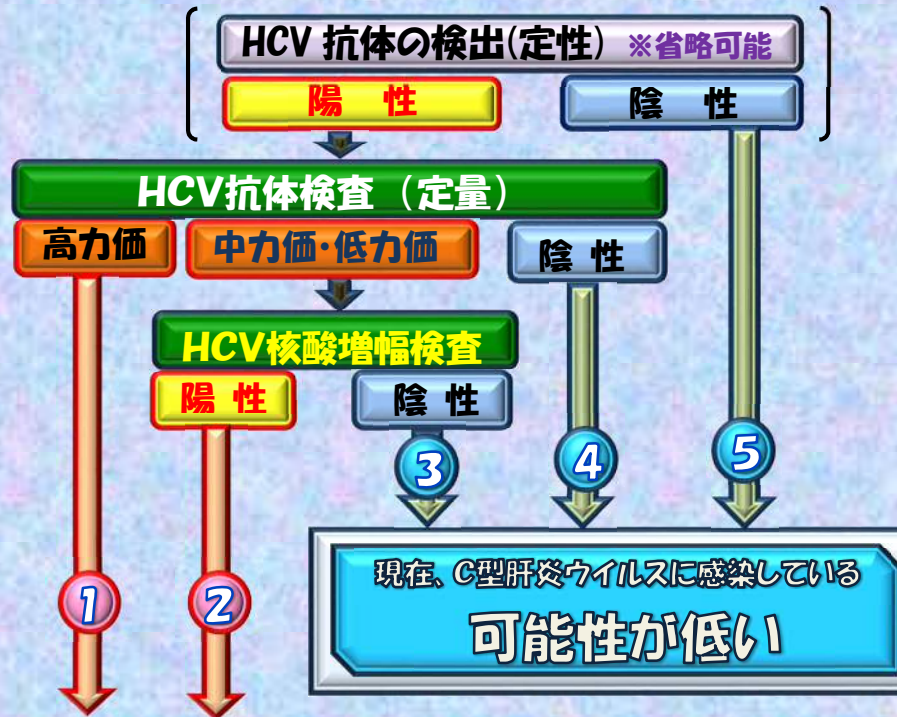 HCV 抗体の検出(定性) ※省略可能
陽 性
陰 性
HCV抗体検査 (定量)
高力価
中力価・低力価
陰 性
HCV核酸増幅検査
陽 性
陰 性
3
4
5
1
2
現在、C型肝炎ウイルスに感染している
可能性が低い